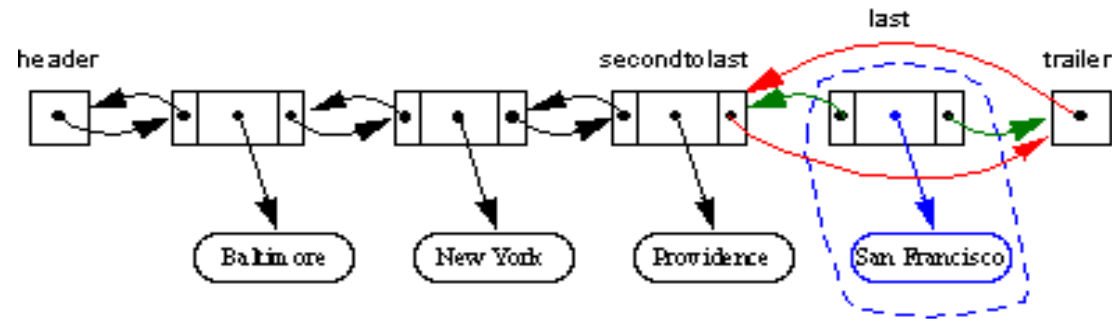 last
header
secondtolast
trailer
Baltimore
New York
Providence
San Francisco